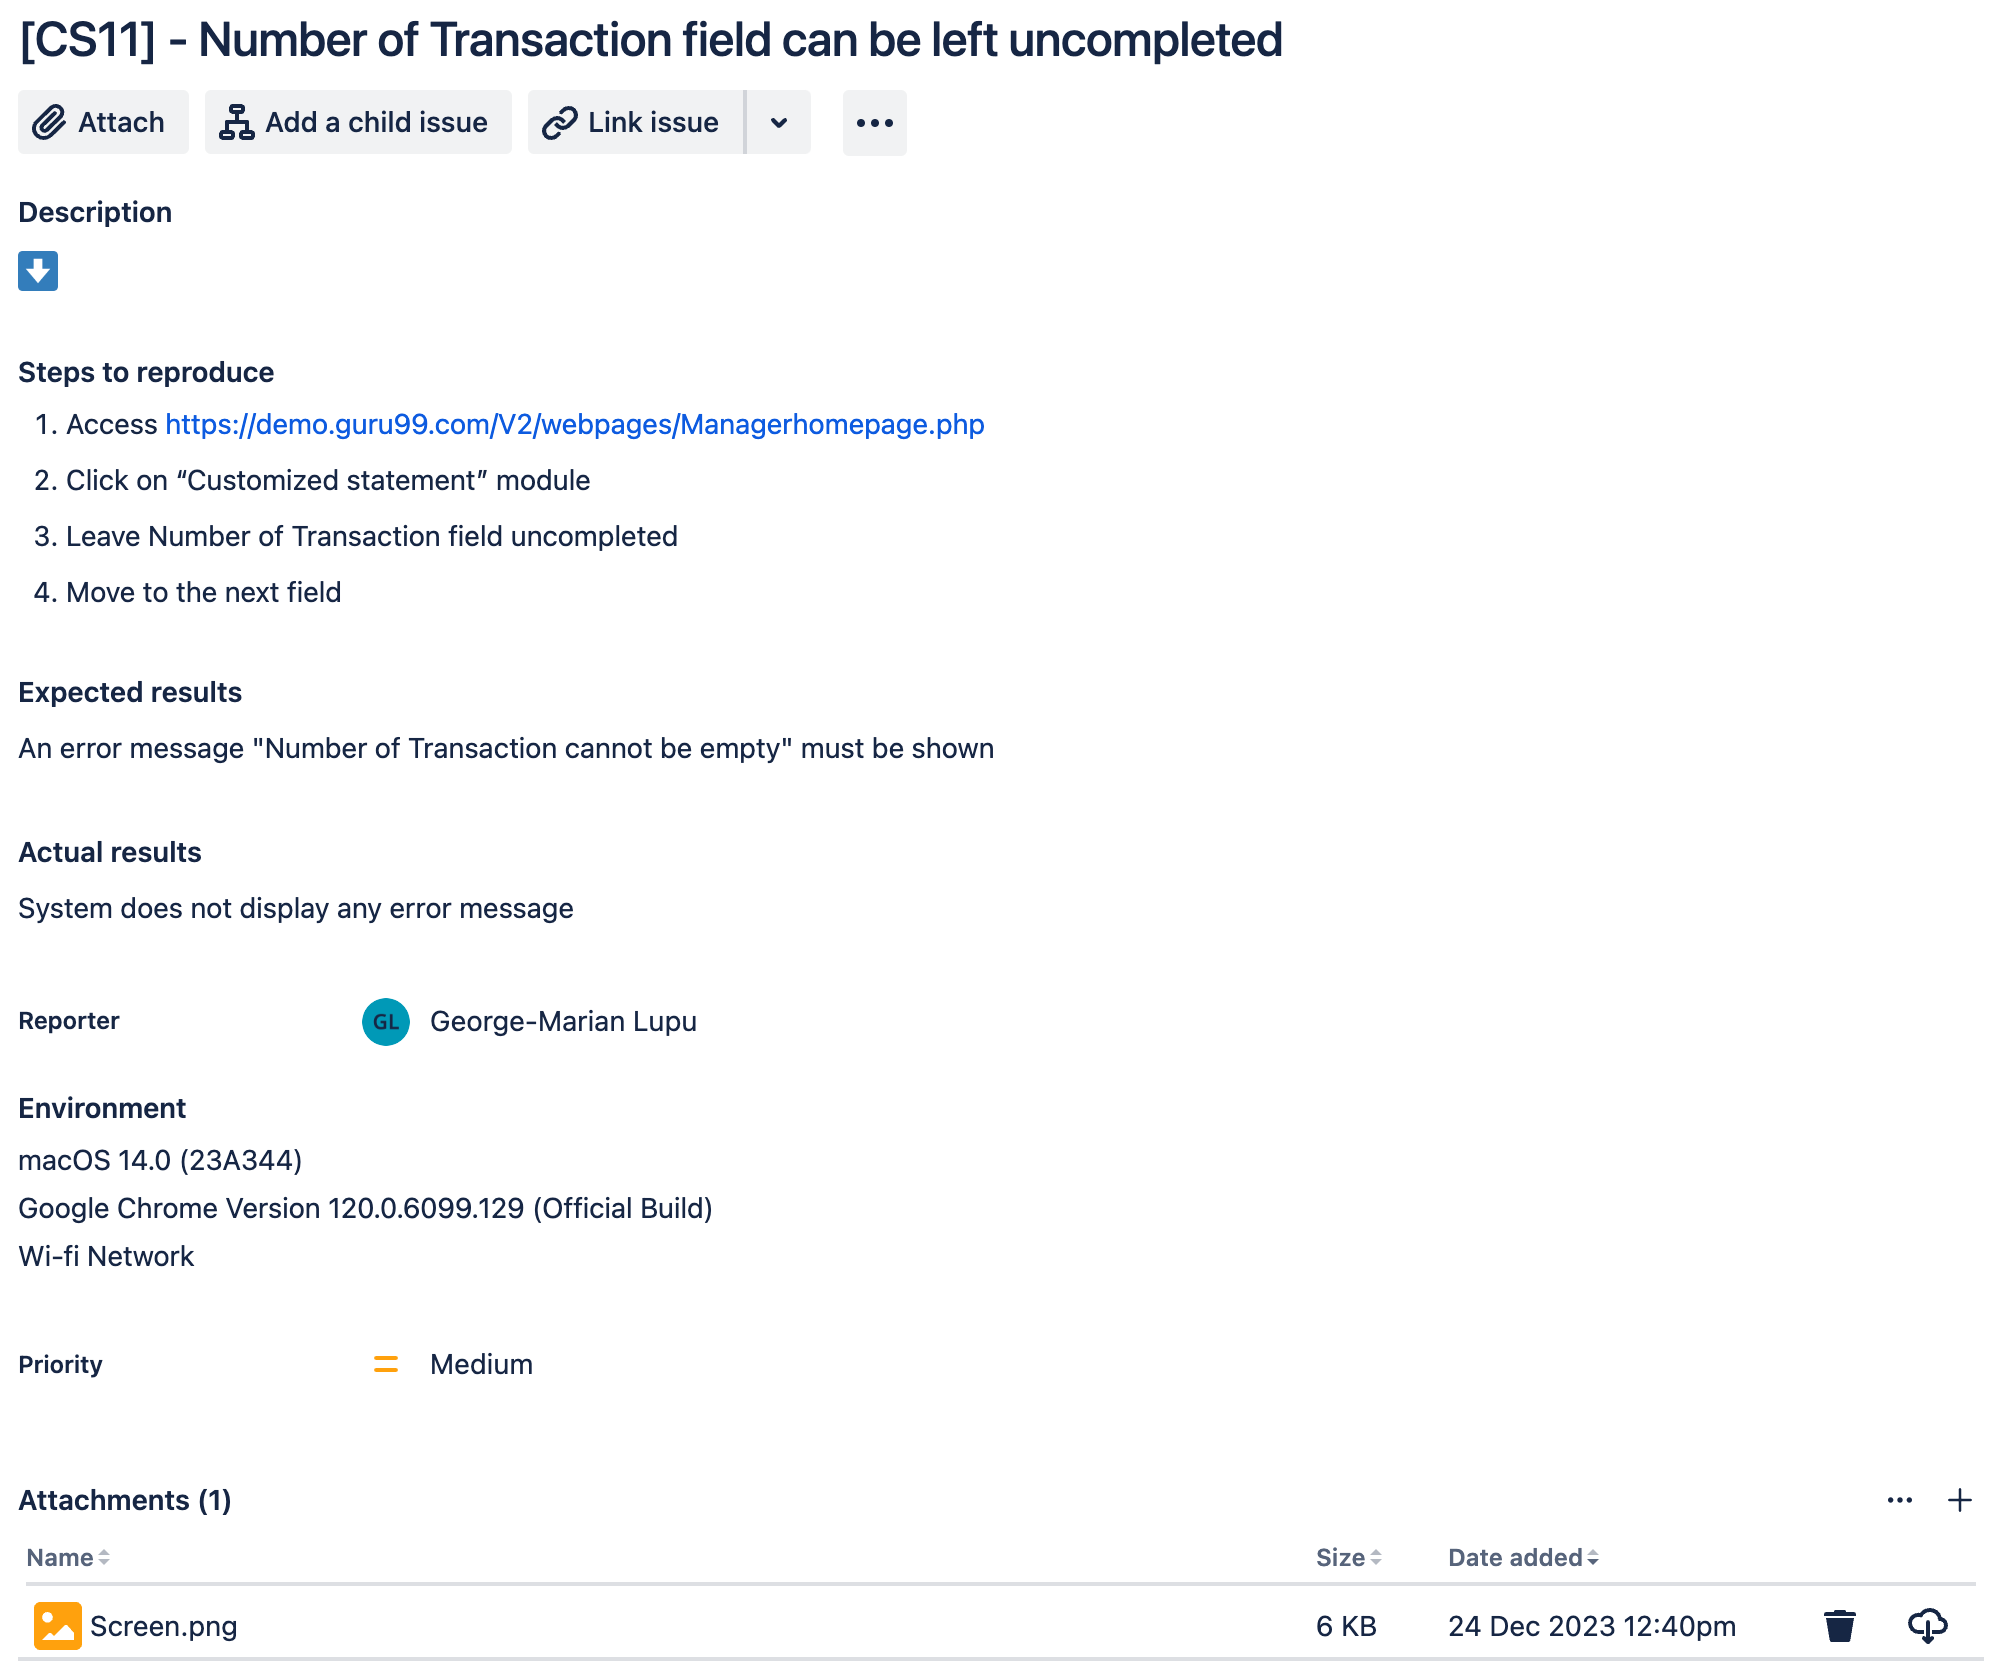 [CS11] - Number of Transaction field can be left uncompleted
Attach Add a child issue Link issue
Description
Steps to reproduce
1. Access https://demo.guru99.com/V2/webpages/Managerhomepage.php
2. Click on “Customized statement” module
3. Leave Number of Transaction field uncompleted
4. Move to the next field
Expected results
An error message "Number of Transaction cannot be empty" must be shown
Actual results
System does not display any error message
Reporter GL George-Marian Lupu
Environment
macOS 14.0 (23A344)
Google Chrome Version 120.0.6099.129 (Official Build)
Wi-fi Network
Priority Medium
Attachments (1)
Name Size Date added
Screen.png 6 KB 24 Dec 2023 12:40pm